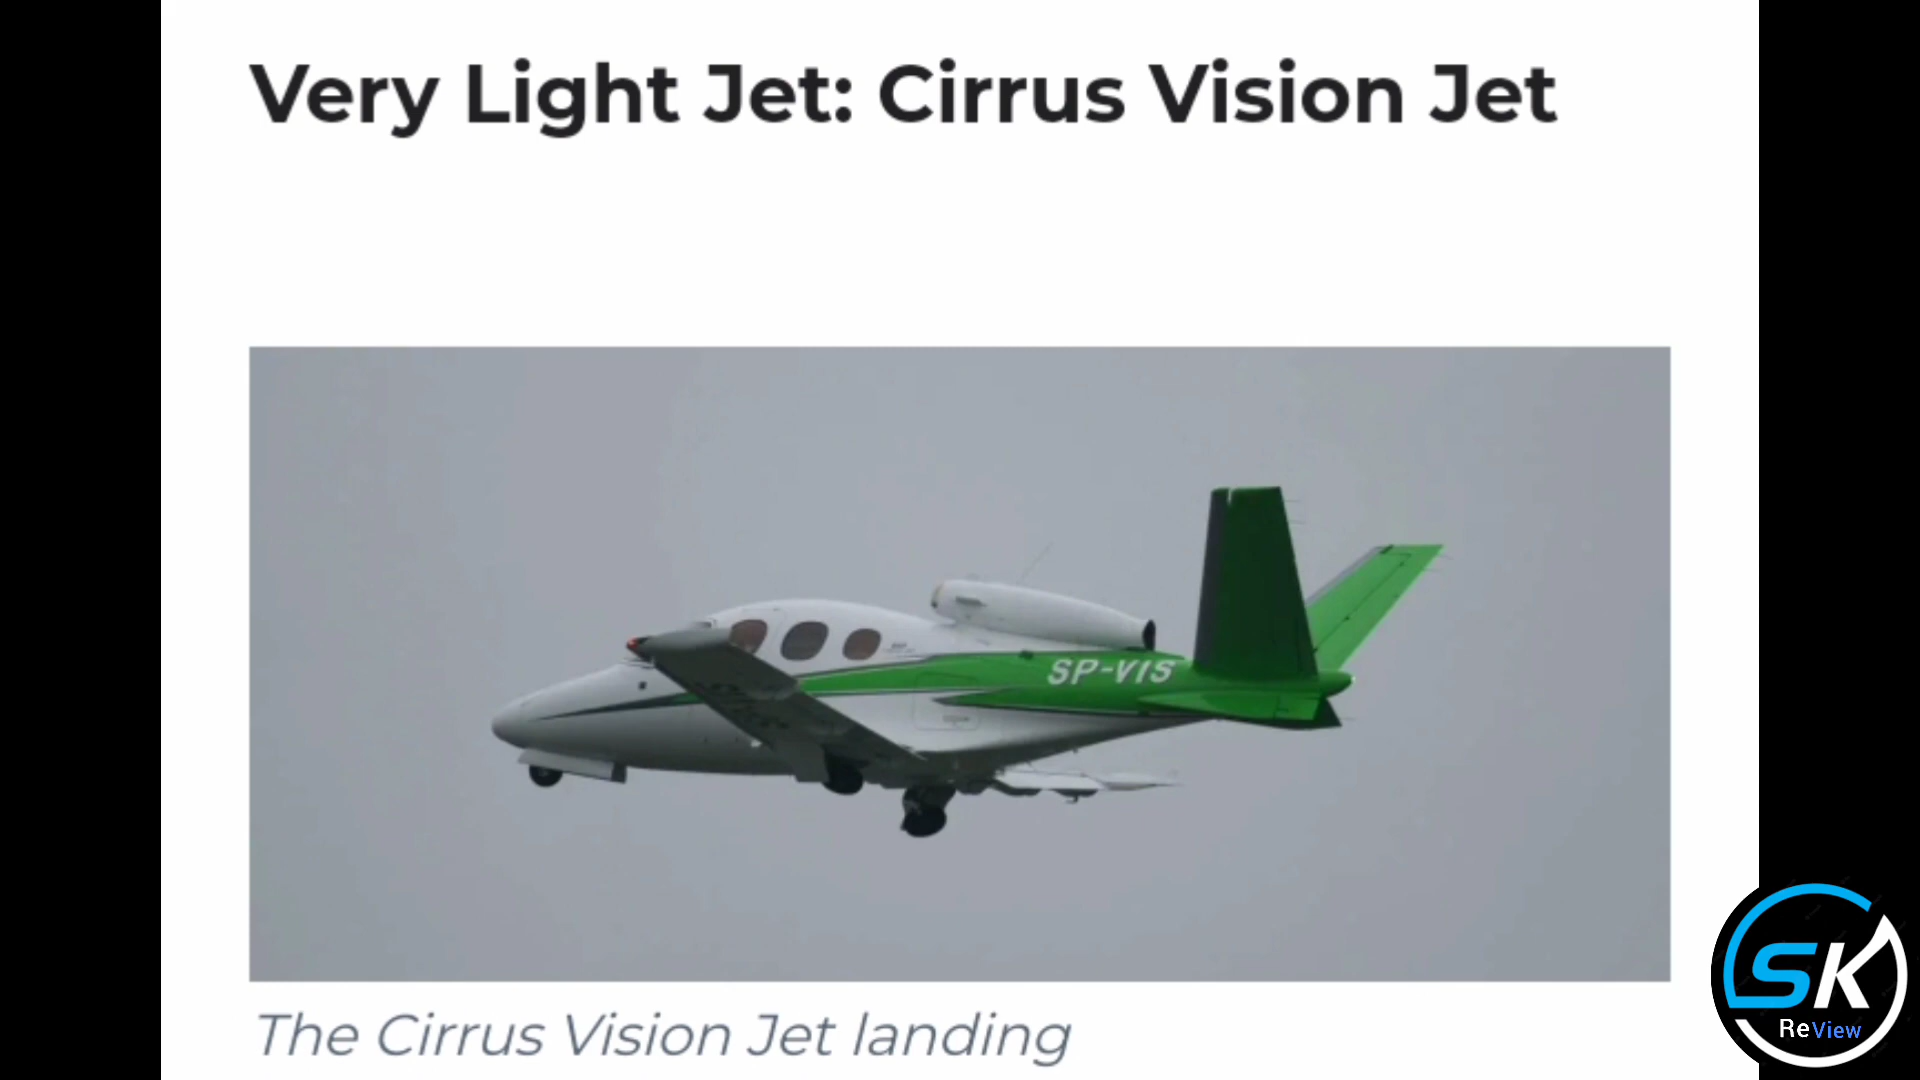 Very Light Jet: Cirrus Vision Jet
SP-VIS
The Cirrus Vision Jet landing
SK
ReView